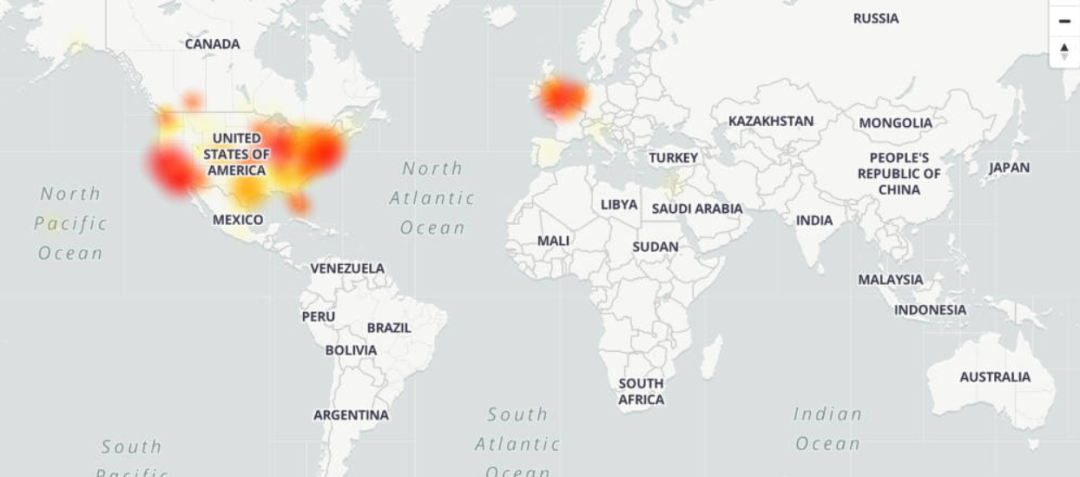 RUSSIA
CANADA
KAZAKHSTAN
MONGOLIA
UNITED
STATES OF
AMERICA
TURKEY
PEOPLE'S
REPUBLIC OF
CHINA
JAPAN
North
Pacific
Ocean
North
Atlantic
Ocean
MEXICO
LIBYA
SAUDI ARABIA
INDIA
MALI
SUDAN
VENEZUELA
MALAYSIA
INDONESIA
PERU
BRAZIL
BOLIVIA
AUSTRALIA
SOUTH
AFRICA
ARGENTINA
South
Atlantic
Ocean
Indian
Ocean
South
Pacific